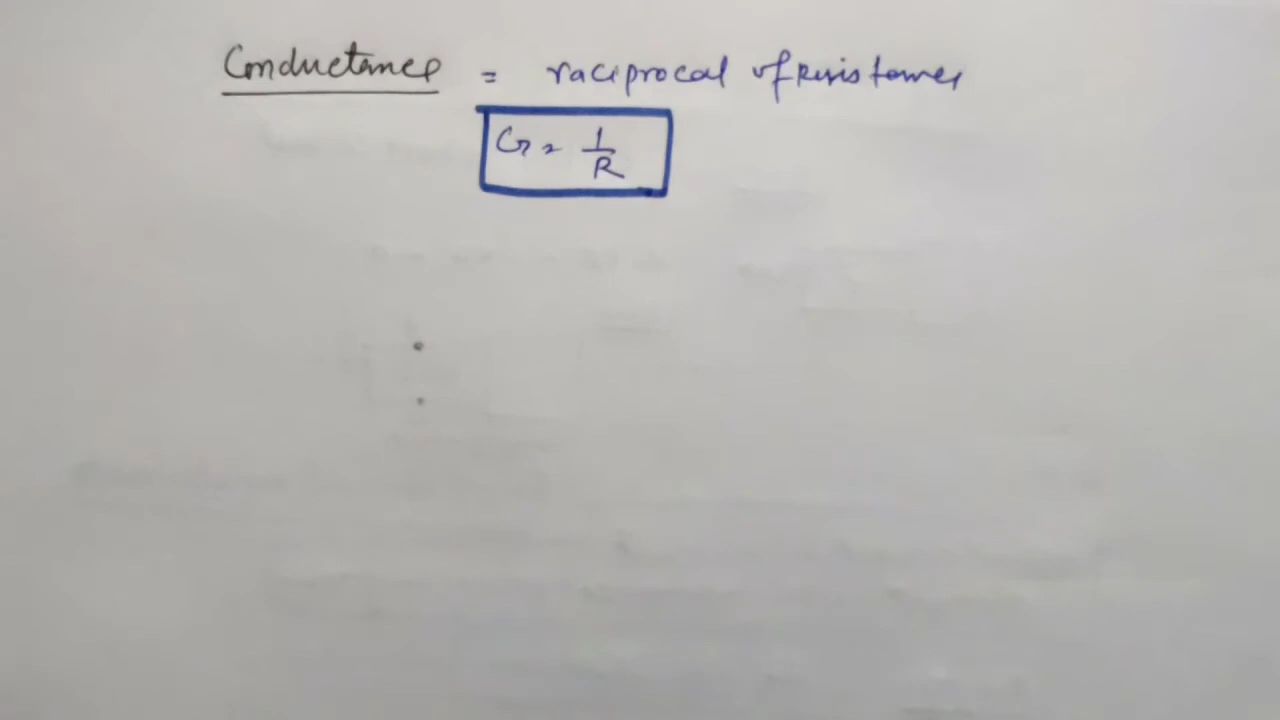 Conductance = raciprocal of Resistance
G = 1/R